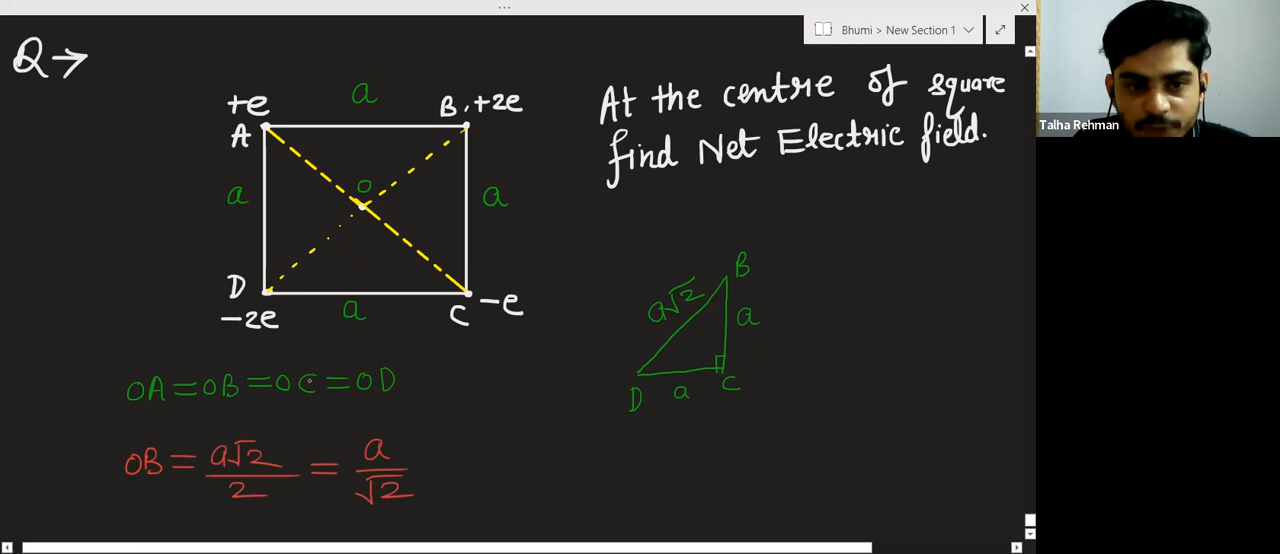 Bhumi > New Section 1
Talha Rehman
Q →
At the centre of square
find Net Electric field.
+e
a
B +2e
A
a
O
a
D
a
C -e
-2e
B
a√2
a
D
a
C
OA = OB = OC = OD
OB = a√2/2 = a/√2